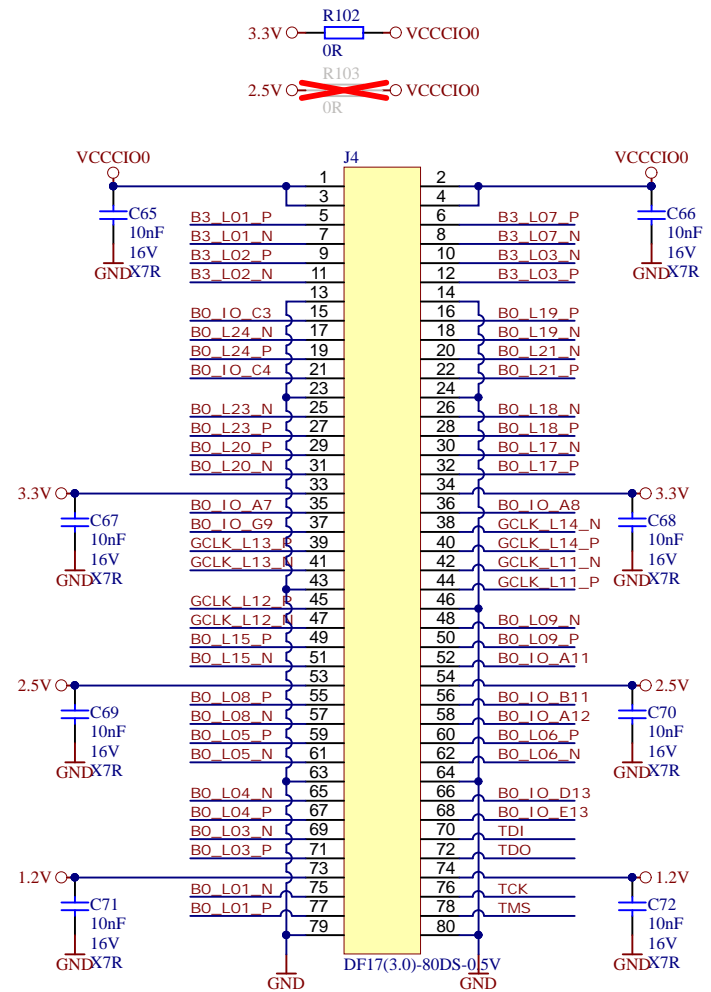 R102
3.3V VCCCIO0
0R
R103
2.5V VCCCIO0
0R
VCCCIO0 J4 VCCCIO0
1 2
3 4
C65 B3_L01_P 5 6 B3_L07_P C66
10nF B3_L01_N 7 8 B3_L07_N 10nF
16V B3_L02_P 9 10 B3_L03_N 16V
GND X7R B3_L02_N 11 12 B3_L03_P GND X7R
13 14
B0_IO_C3 15 16 B0_L19_P
B0_L24_N 17 18 B0_L19_N
B0_L24_P 19 20 B0_L21_N
B0_IO_C4 21 22 B0_L21_P
23 24
B0_L23_N 25 26 B0_L18_N
B0_L23_P 27 28 B0_L18_P
B0_L20_P 29 30 B0_L17_N
B0_L20_N 31 32 B0_L17_P
3.3V 33 34 3.3V
C67 B0_IO_A7 35 36 B0_IO_A8 C68
10nF B0_IO_G9 37 38 GCLK_L14_N 10nF
16V GCLK_L13_P 39 40 GCLK_L14_P 16V
GND X7R GCLK_L13_N 41 42 GCLK_L11_N GND X7R
43 44 GCLK_L11_P
GCLK_L12_P 45 46
GCLK_L12_N 47 48 B0_L09_N
B0_L15_P 49 50 B0_L09_P
B0_L15_N 51 52 B0_IO_A11
2.5V 53 54 2.5V
C69 B0_L08_P 55 56 B0_IO_B11 C70
10nF B0_L08_N 57 58 B0_IO_A12 10nF
16V B0_L05_P 59 60 B0_L06_P 16V
GND X7R B0_L05_N 61 62 B0_L06_N GND X7R
63 64
B0_L04_N 65 66 B0_IO_D13
B0_L04_P 67 68 B0_IO_E13
B0_L03_N 69 70 TDI
B0_L03_P 71 72 TDO
1.2V 73 74 1.2V
C71 B0_L01_N 75 76 TCK C72
10nF B0_L01_P 77 78 TMS 10nF
16V 79 80 16V
GND X7R DF17(3.0)-80DS-0.5V GND X7R
GND GND